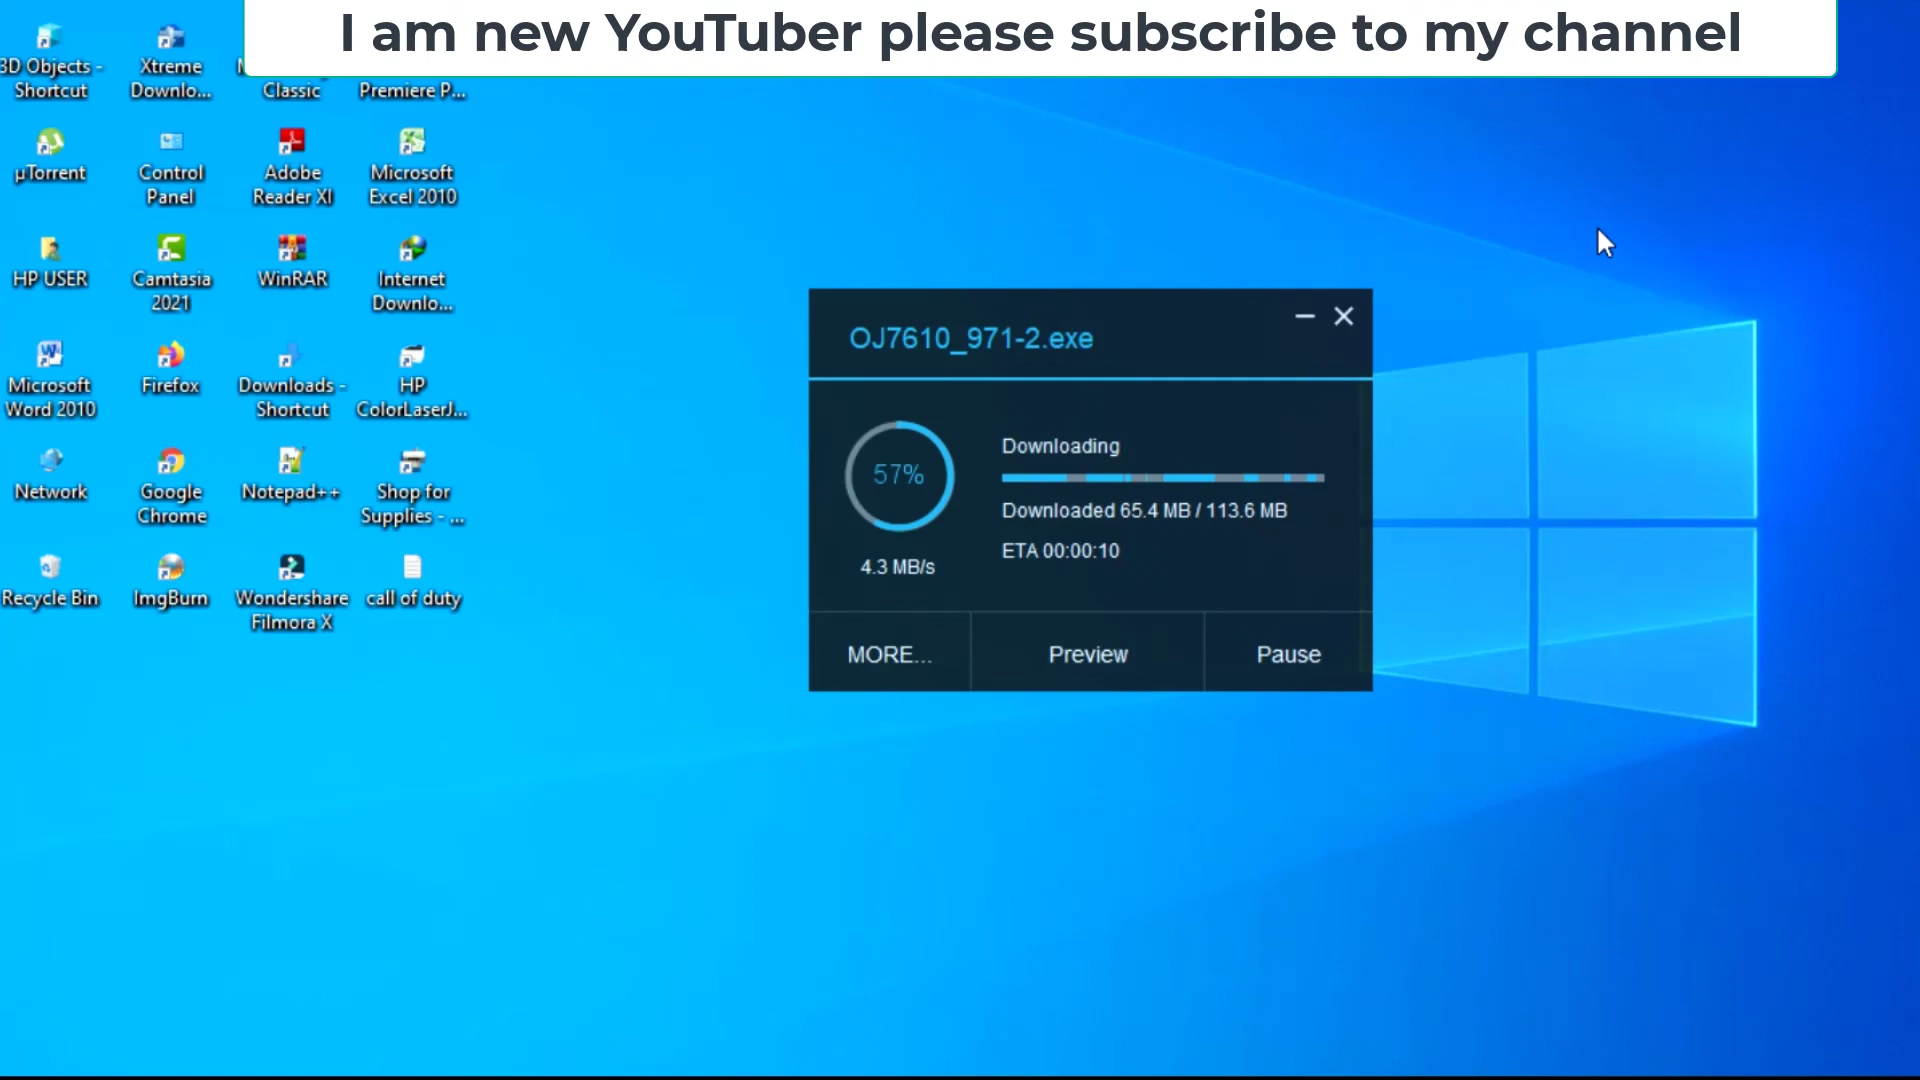 I am new YouTuber please subscribe to my channel
3D Objects -
Shortcut
Xtreme
Downlo...
Classic
Premiere P...
µTorrent
Control
Panel
Adobe
Reader XI
Microsoft
Excel 2010
HP USER
Camtasia
2021
WinRAR
Internet
Downlo...
Microsoft
Word 2010
Firefox
Downloads -
Shortcut
HP
ColorLaserJ...
Network
Google
Chrome
Notepad++
Shop for
Supplies - ...
Recycle Bin
ImgBurn
Wondershare
Filmora X
call of duty
OJ7610_971-2.exe
57%
4.3 MB/s
Downloading
Downloaded 65.4 MB / 113.6 MB
ETA 00:00:10
MORE...
Preview
Pause